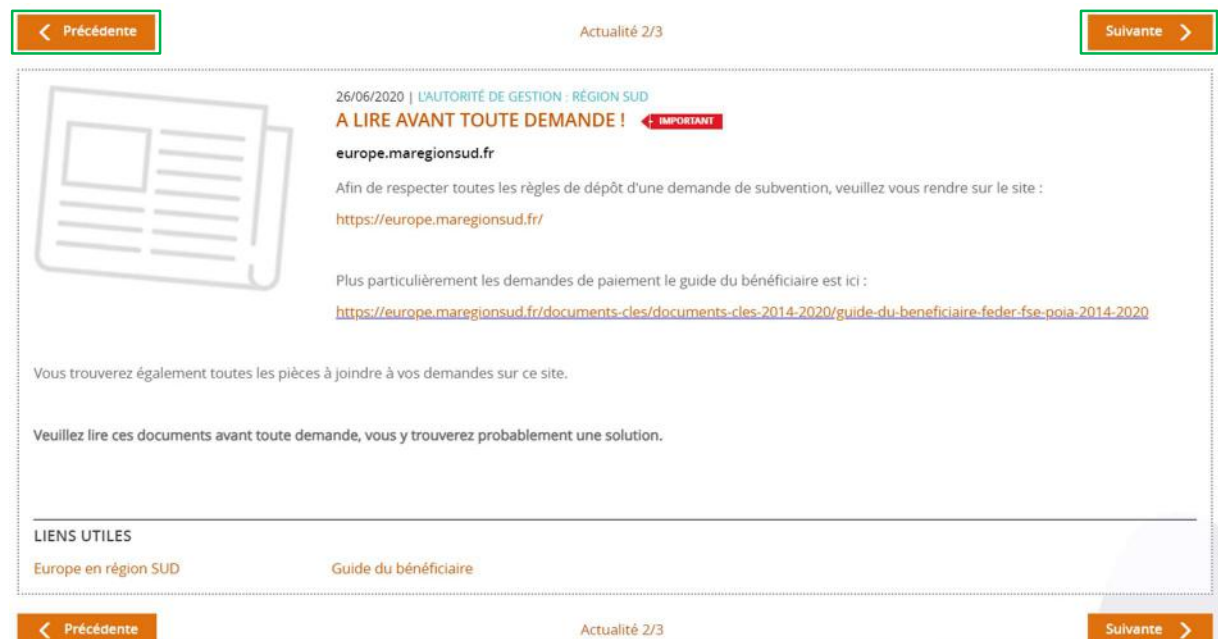 Précédente
Actualité 2/3
Suivante
26/06/2020 | L'AUTORITÉ DE GESTION : RÉGION SUD
A LIRE AVANT TOUTE DEMANDE ! IMPORTANT
europe.maregionsud.fr
Afin de respecter toutes les règles de dépôt d'une demande de subvention, veuillez vous rendre sur le site :
https://europe.maregionsud.fr/
Plus particulièrement les demandes de paiement le guide du bénéficiaire est ici :
https://europe.maregionsud.fr/documents-cles/documents-cles-2014-2020/guide-du-beneficiaire-feder-fse-poia-2014-2020
Vous trouverez également toutes les pièces à joindre à vos demandes sur ce site.
Veuillez lire ces documents avant toute demande, vous y trouverez probablement une solution.
LIENS UTILES
Europe en région SUD
Guide du bénéficiaire
Précédente
Actualité 2/3
Suivante